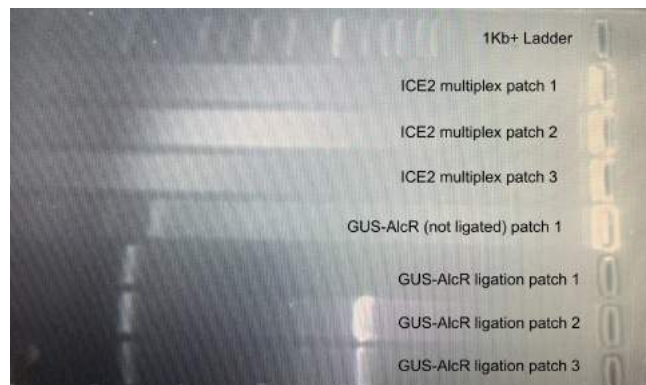 1Kb+ Ladder
ICE2 multiplex patch 1
ICE2 multiplex patch 2
ICE2 multiplex patch 3
GUS-AlcR (not ligated) patch 1
GUS-AlcR ligation patch 1
GUS-AlcR ligation patch 2
GUS-AlcR ligation patch 3